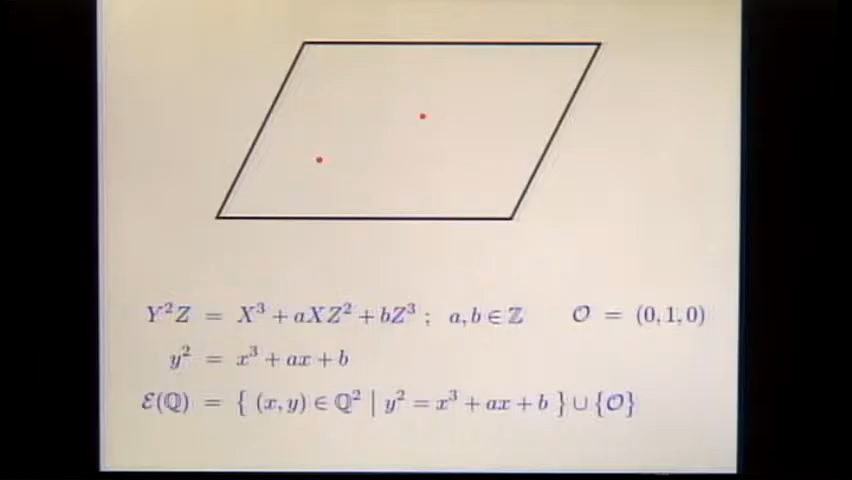 Y²Z = X³ + aXZ² + bZ³ ; a, b ∈ ℤ 𝒪 = (0, 1, 0)
y² = x³ + ax + b
ℰ(ℚ) = { (x, y) ∈ ℚ² | y² = x³ + ax + b } ∪ {𝒪}